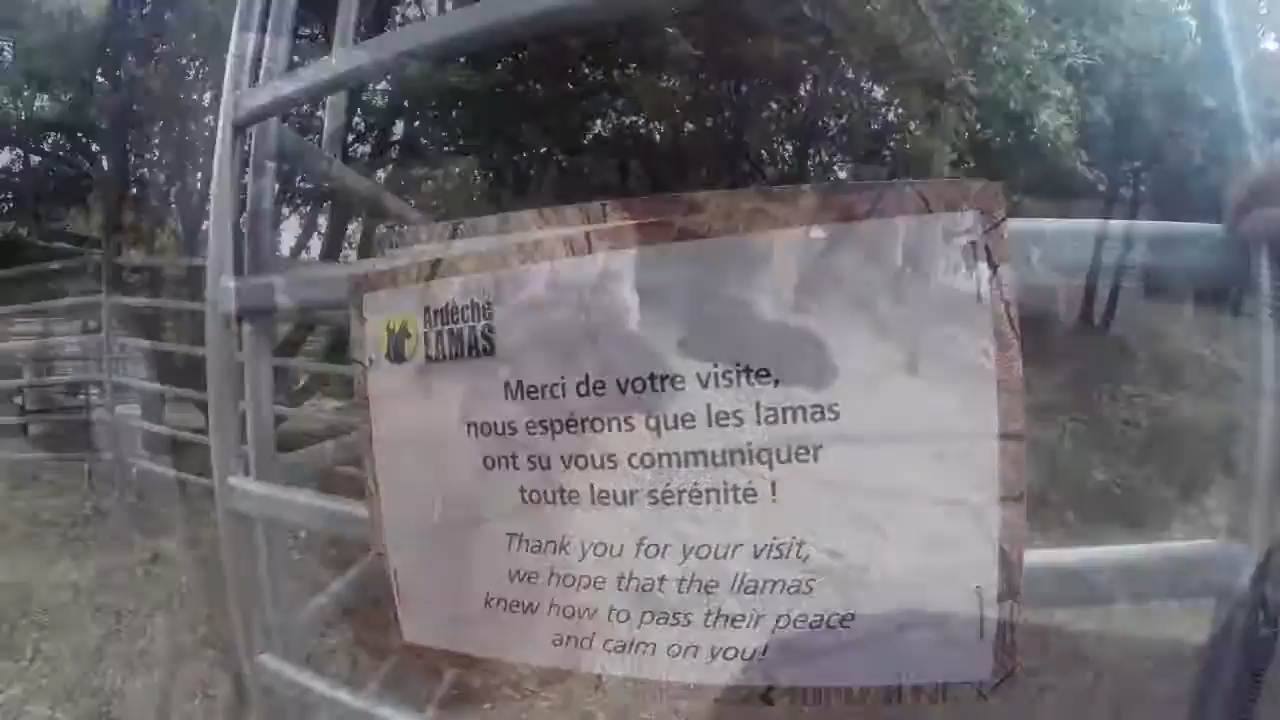 Ardèche
LAMAS
Merci de votre visite,
nous espérons que les lamas
ont su vous communiquer
toute leur sérénité !
Thank you for your visit,
we hope that the llamas
knew how to pass their peace
and calm on you!